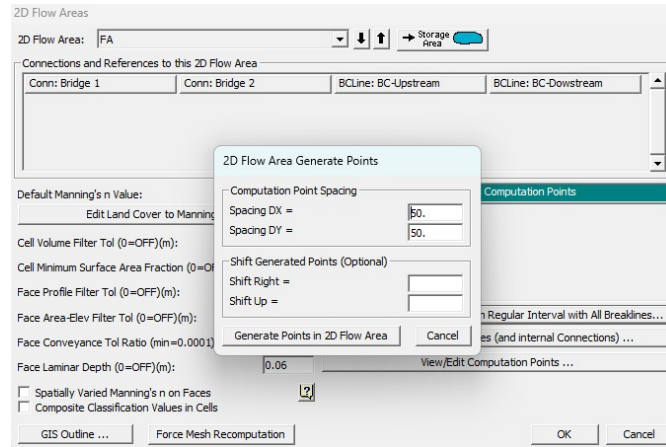 2D Flow Areas
2D Flow Area: FA Storage Area
Connections and References to this 2D Flow Area
Conn: Bridge 1 Conn: Bridge 2 BCLine: BC-Upstream BCLine: BC-Dowstream
2D Flow Area Generate Points
Computation Point Spacing
Spacing DX = 50.
Spacing DY = 50.
Shift Generated Points (Optional)
Shift Right =
Shift Up =
Generate Points in 2D Flow Area Cancel
Default Manning's n Value: Computation Points
Edit Land Cover to Manning
Cell Volume Filter Tol (0=OFF)(m):
Cell Minimum Surface Area Fraction (0=OF
Face Profile Filter Tol (0=OFF)(m): Regular Interval with All Breaklines...
Face Area-Elev Filter Tol (0=OFF)(m): (and internal Connections) ...
Face Conveyance Tol Ratio (min=0.0001) View/Edit Computation Points ...
Face Laminar Depth (0=OFF)(m): 0.06
Spatially Varied Manning's n on Faces ?
Composite Classification Values in Cells
GIS Outline ... Force Mesh Recomputation OK Cancel